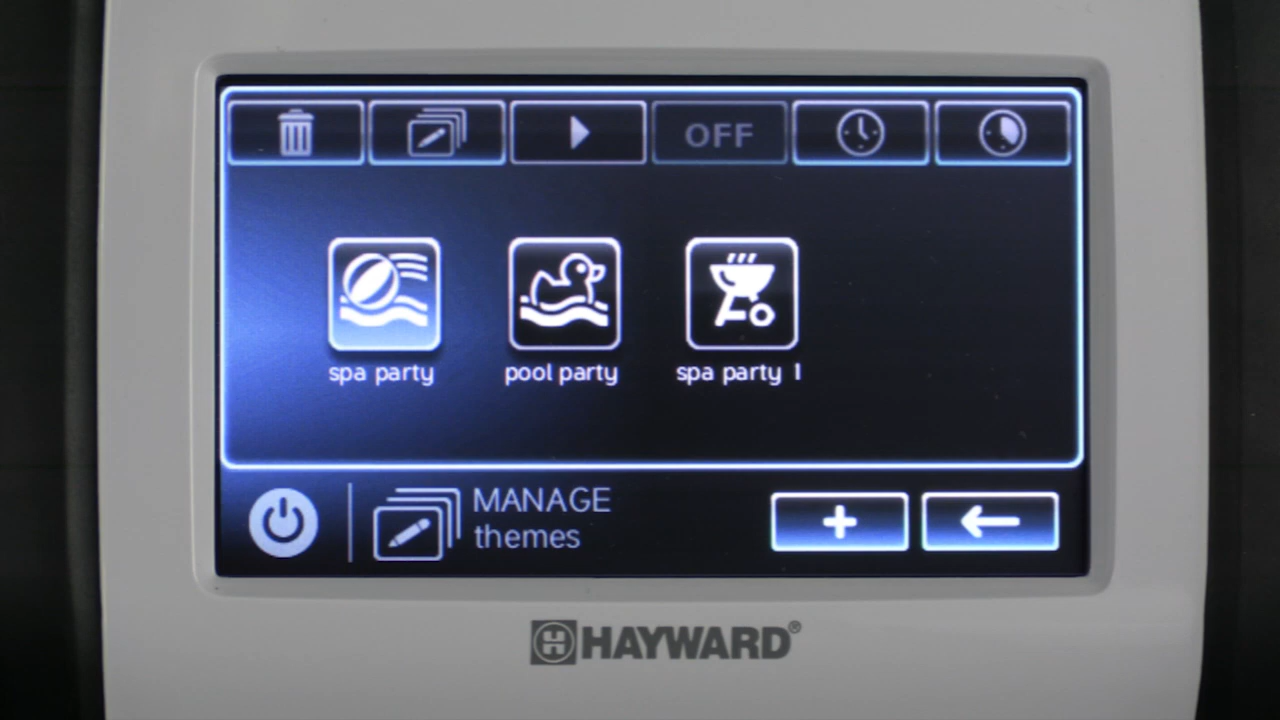 OFF
spa party
pool party
spa party 1
MANAGE
themes
HAYWARD®